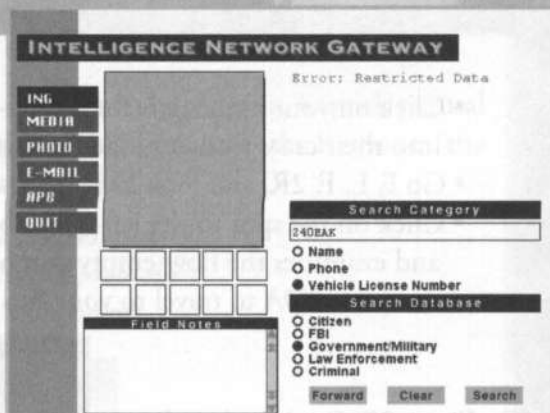 INTELLIGENCE NETWORK GATEWAY
Error: Restricted Data
ING
MEDIA
PHOTO
E-MAIL
APB
QUIT
Search Category
240BAK
Name
Phone
Vehicle License Number
Search Database
Citizen
FBI
Government/Military
Law Enforcement
Criminal
Forward Clear Search
Field Notes